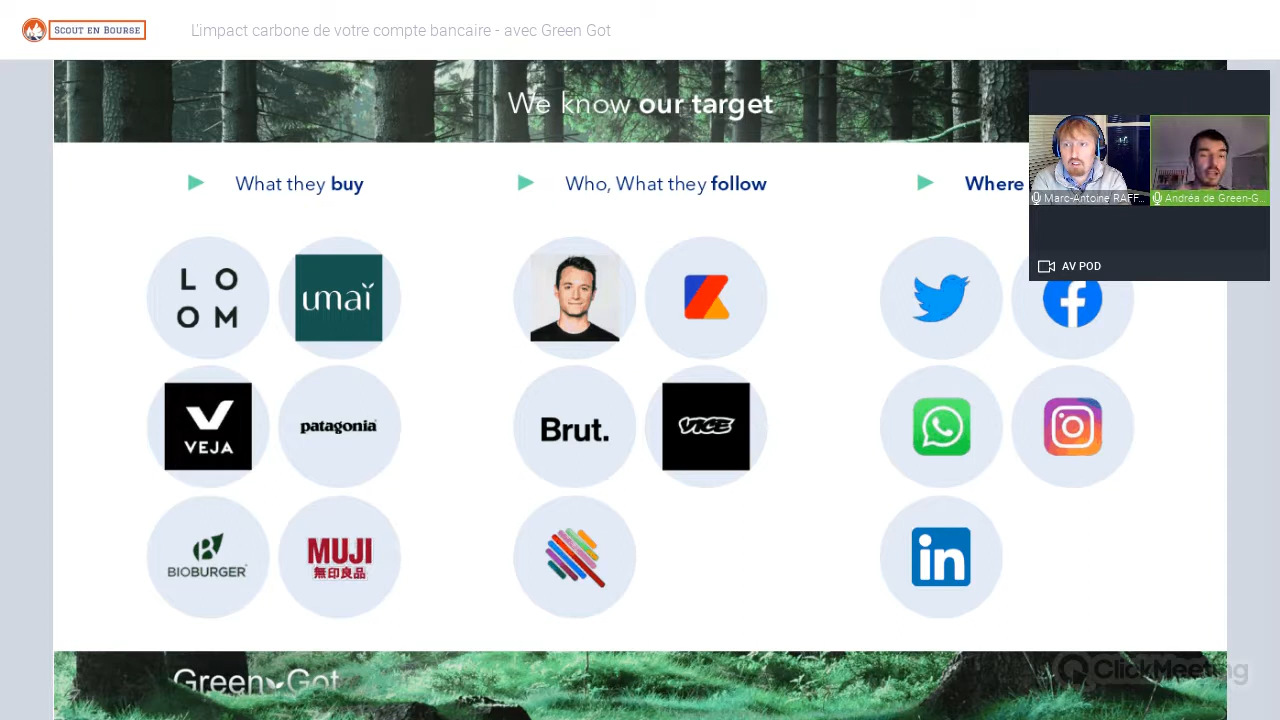 SCOUT EN BOURSE
L'impact carbone de votre compte bancaire - avec Green Got
We know our target
What they buy
Who, What they follow
Where
Marc-Antoine RAFF...
Andréa de Green-G...
AV POD
LO
OM
umaï
VEJA
patagonia
Brut.
VICE
BIOBURGER
MUJI
無印良品
in
Green Got
ClickMeeting